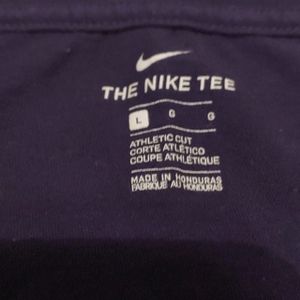 THE NIKE TEE
L G G
ATHLETIC CUT
CORTE ATLÉTICO
COUPE ATHLÉTIQUE
MADE IN HONDURAS
FABRIQUÉ AU HONDURAS